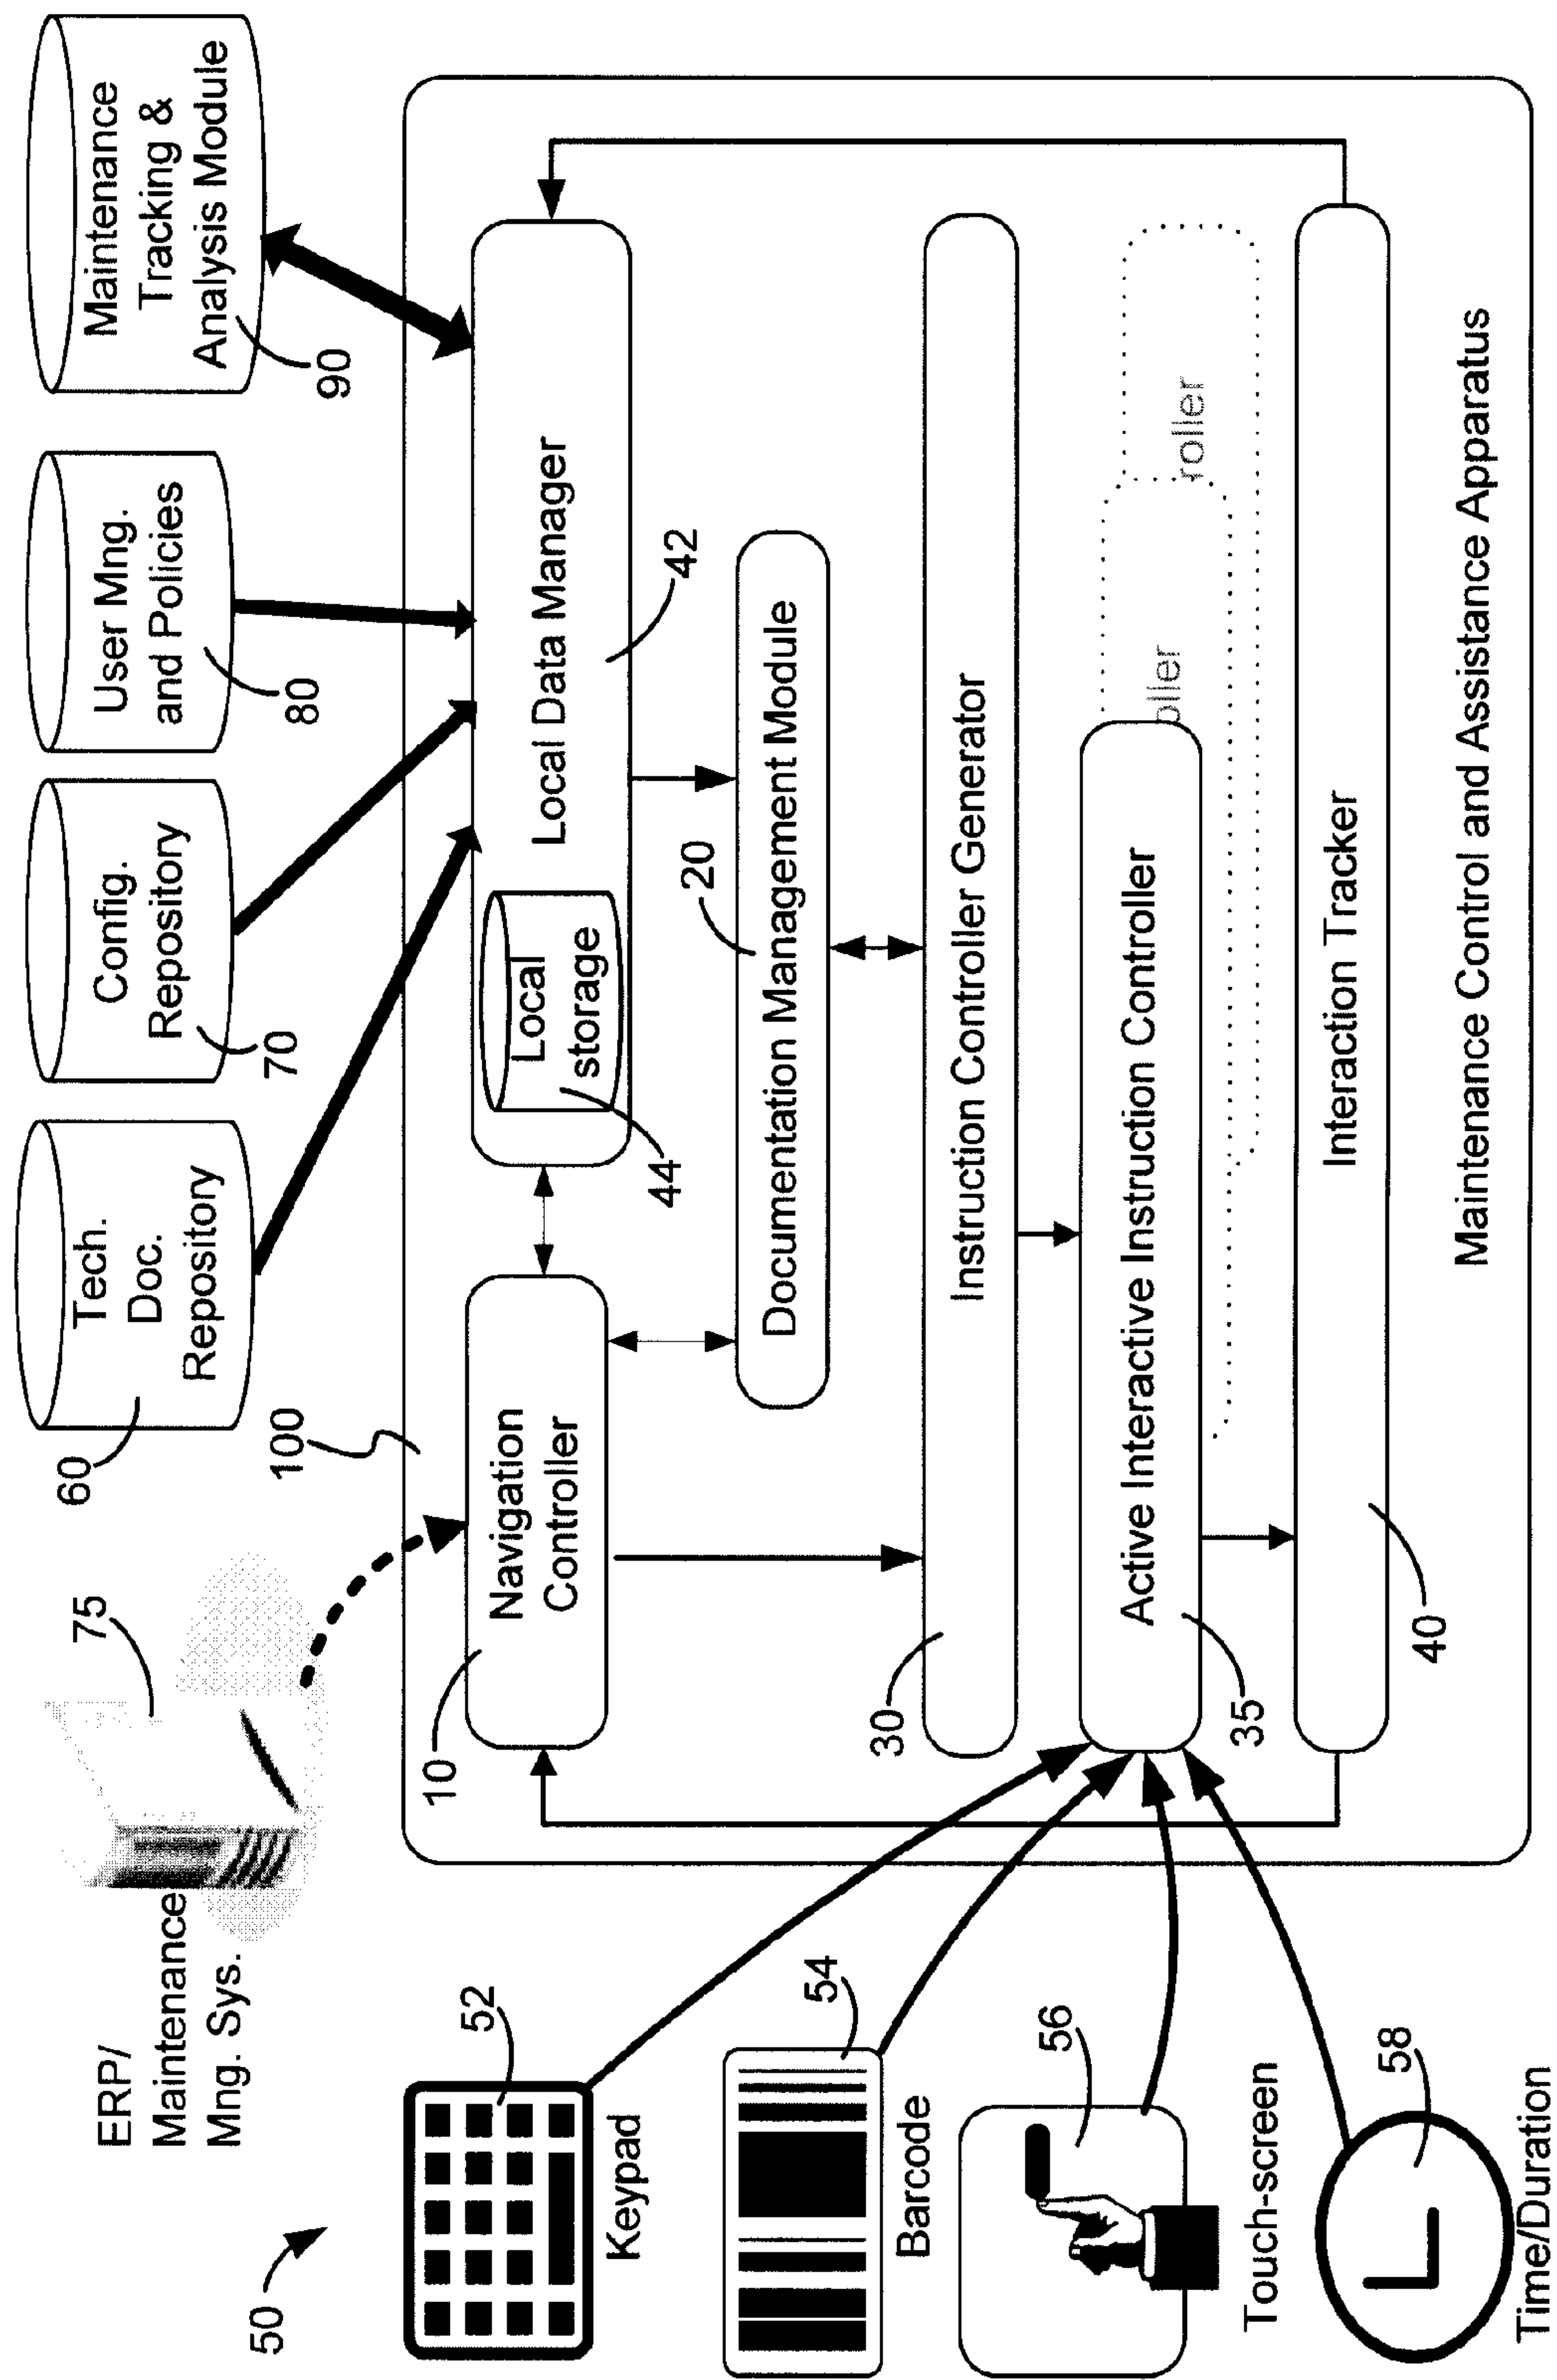 ERP/
Maintenance
Mng. Sys.
75
60
Tech.
Doc.
Repository
70
Config.
Repository
80
User Mng.
and Policies
90
Maintenance
Tracking &
Analysis Module
50
100
52
Keypad
54
Barcode
56
Touch-screen
58
Time/Duration
10
Navigation
Controller
44
Local
storage
Local Data Manager
42
20
Documentation Management Module
30
Instruction Controller Generator
35
Active Interactive Instruction Controller
oller
roller
40
Interaction Tracker
Maintenance Control and Assistance Apparatus